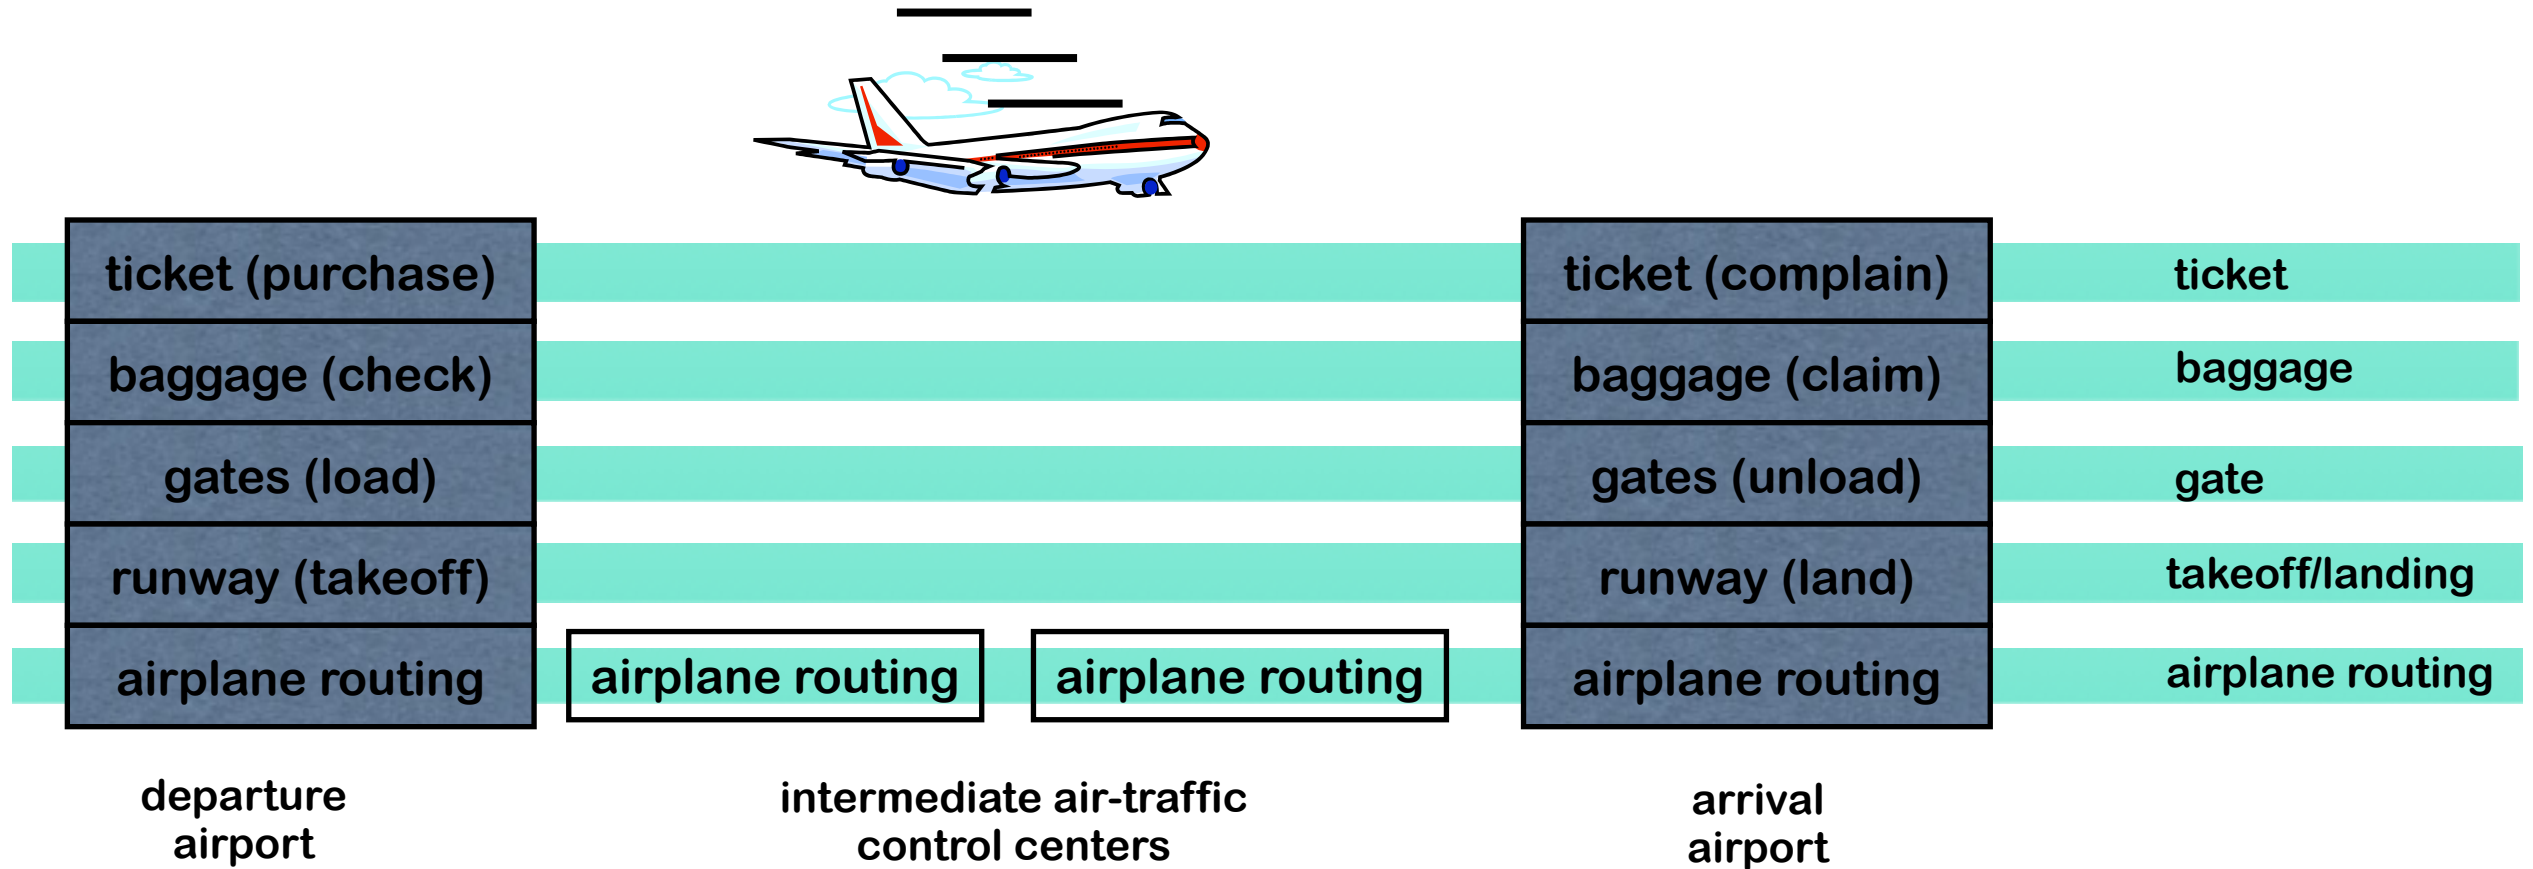 ticket (purchase)
ticket (complain)
ticket
baggage (check)
baggage (claim)
baggage
gates (load)
gates (unload)
gate
runway (takeoff)
runway (land)
takeoff/landing
airplane routing
airplane routing
airplane routing
airplane routing
airplane routing
departure
airport
intermediate air-traffic
control centers
arrival
airport